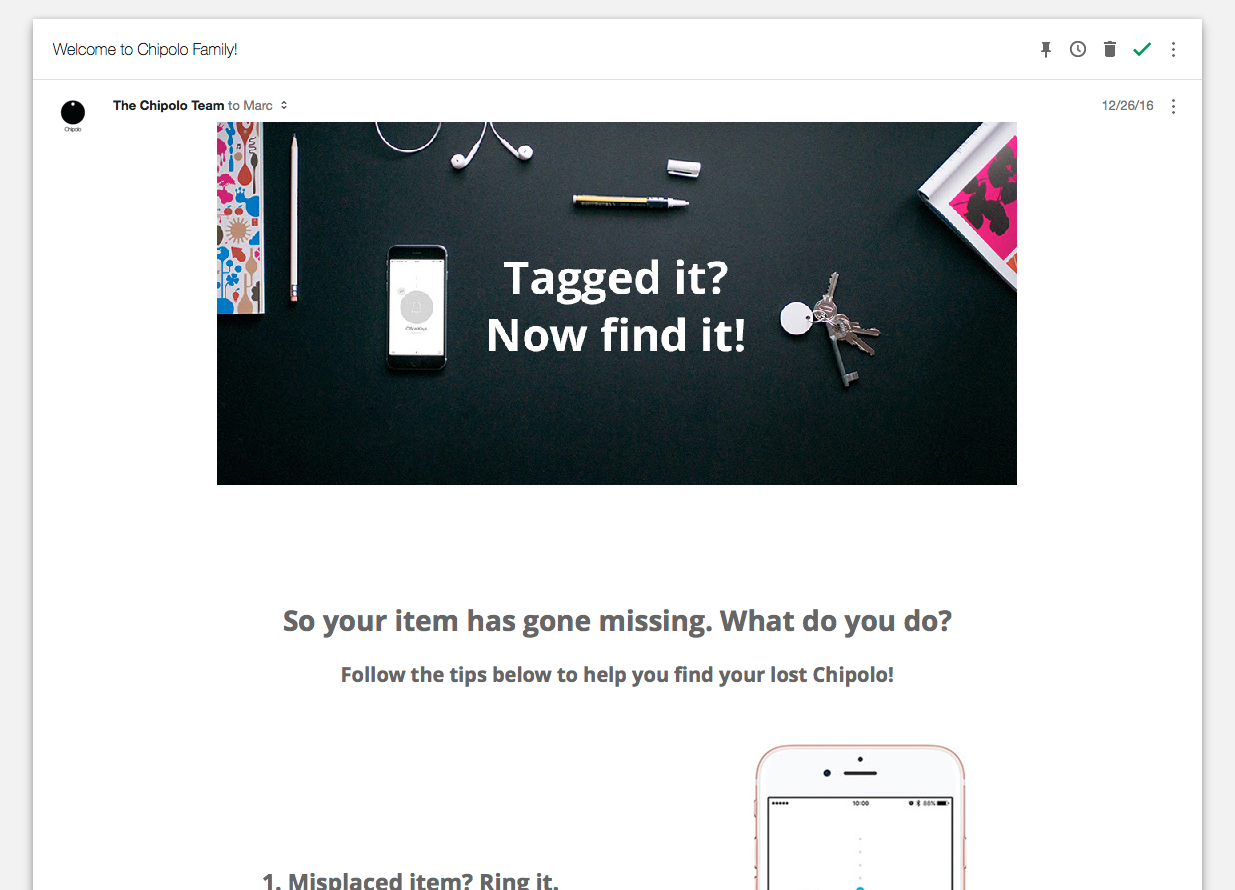 Welcome to Chipolo Family!
The Chipolo Team to Marc
12/26/16
Chipolo
Tagged it?
Now find it!
So your item has gone missing. What do you do?
Follow the tips below to help you find your lost Chipolo!
10:00
88%
1. Misplaced item? Ring it.